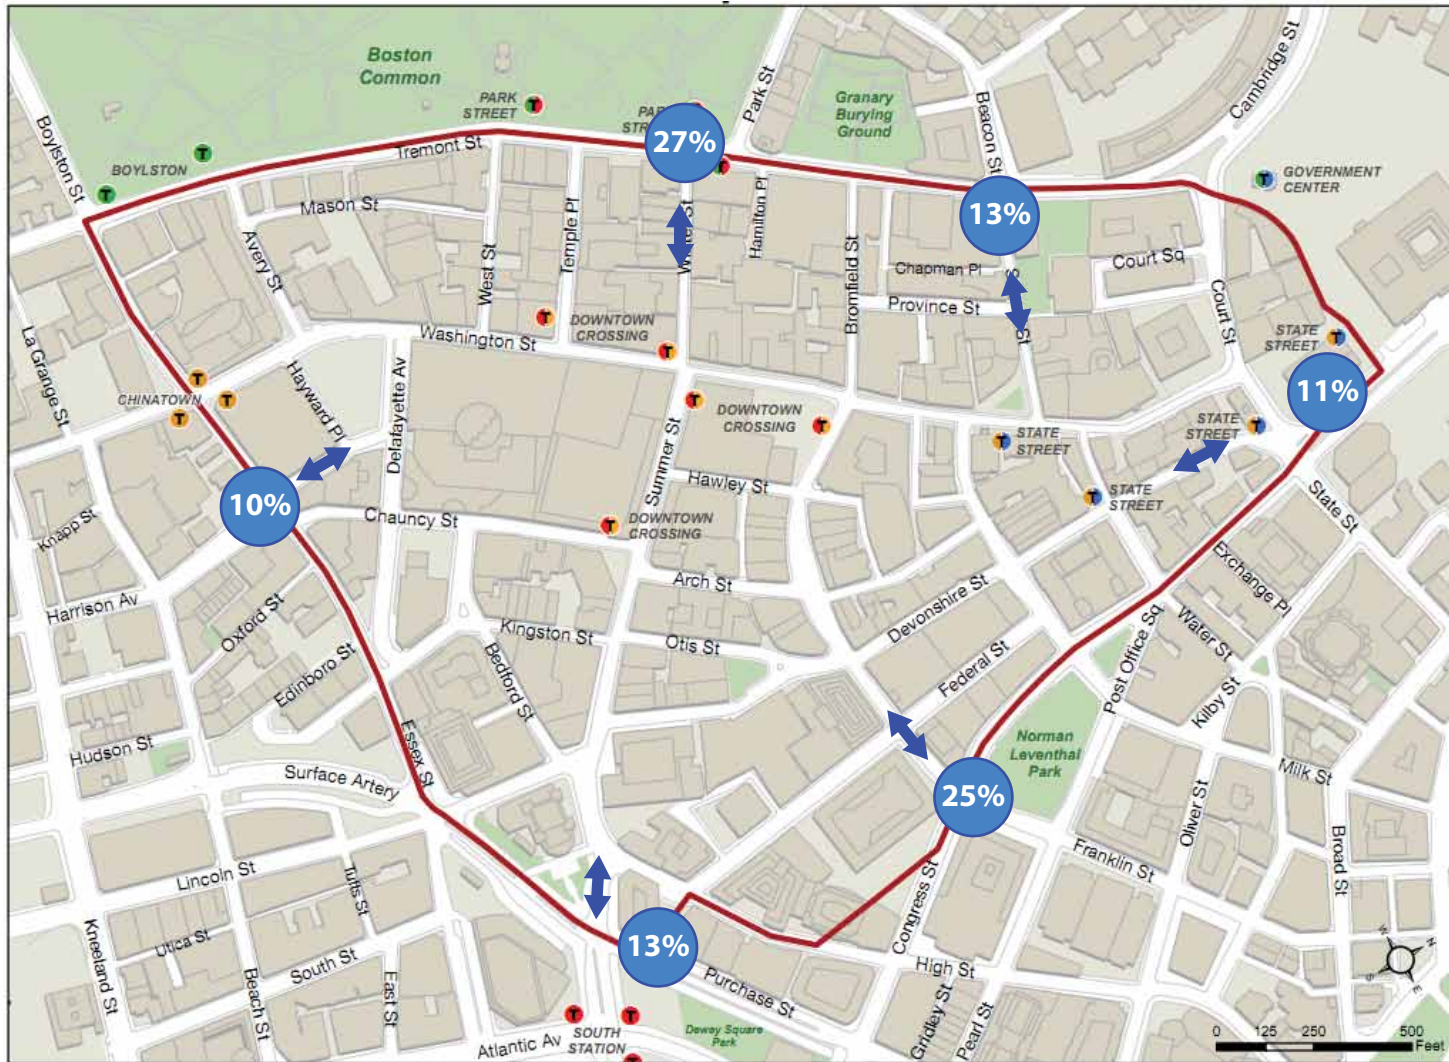 Boston
Common
PARK
STREET
27%
Park St
Granary
Burying
Ground
Beacon St
Cambridge St
Boylston St
BOYLSTON
Tremont St
GOVERNMENT
CENTER
Mason St
Avery St
West St
Temple Pl
Hamilton Pl
Bromfield St
13%
Chapman Pl
Province St
Court Sq
Court St
St
La Grange St
CHINATOWN
Hayward Pl
Washington St
DOWNTOWN
CROSSING
Delafayette Av
STATE
STREET
11%
DOWNTOWN
CROSSING
STATE
STREET
STATE
STREET
STATE
STREET
Summer St
Hawley St
10%
Chauncy St
DOWNTOWN
CROSSING
State St
Knapp St
Harrison Av
Oxford St
Edinboro St
Kingston St
Bedford St
Arch St
Otis St
Devonshire St
Federal St
Exchange Pl
Water St
Post Office Sq
Kilby St
Hudson St
Surface Artery
Essex St
Norman
Leventhal
Park
25%
Milk St
Oliver St
Broad St
Franklin St
Lincoln St
Tufts St
Utica St
South St
Kneeland St
Beach St
East St
13%
Purchase St
Congress St
High St
Gridley St
Pearl St
Dewey Square
Park
SOUTH
STATION
Atlantic Av
W
N
S
E
0 125 250 500
Feet